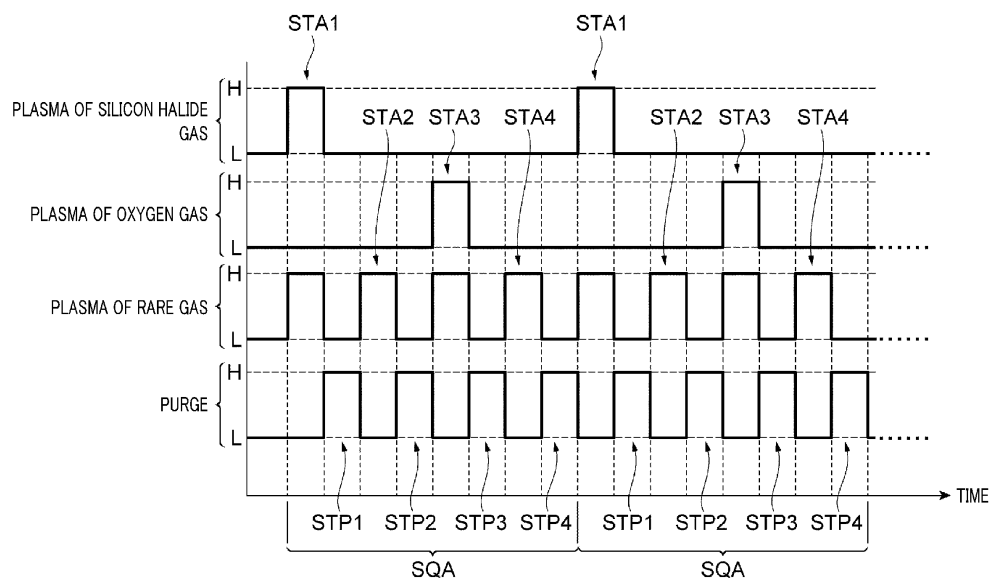 STA1 STA1
PLASMA OF SILICON HALIDE
GAS
H
L
STA2 STA3 STA4 STA2 STA3 STA4
PLASMA OF OXYGEN GAS
H
L
PLASMA OF RARE GAS
H
L
PURGE
H
L
TIME
STP1 STP2 STP3 STP4 STP1 STP2 STP3 STP4
SQA SQA